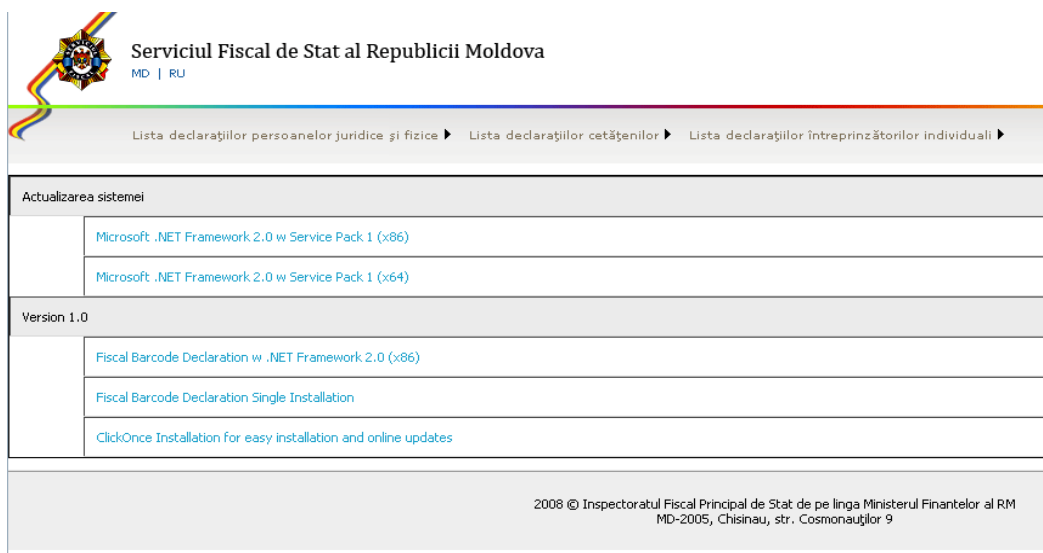 Serviciul Fiscal de Stat al Republicii Moldova
MD | RU
Lista declaraţiilor persoanelor juridice şi fizice Lista declaraţiilor cetăţenilor Lista declaraţiilor întreprinzătorilor individuali
Actualizarea sistemei
Microsoft .NET Framework 2.0 w Service Pack 1 (x86)
Microsoft .NET Framework 2.0 w Service Pack 1 (x64)
Version 1.0
Fiscal Barcode Declaration w .NET Framework 2.0 (x86)
Fiscal Barcode Declaration Single Installation
ClickOnce Installation for easy installation and online updates
2008 © Inspectoratul Fiscal Principal de Stat de pe linga Ministerul Finantelor al RM
MD-2005, Chisinau, str. Cosmonauţilor 9